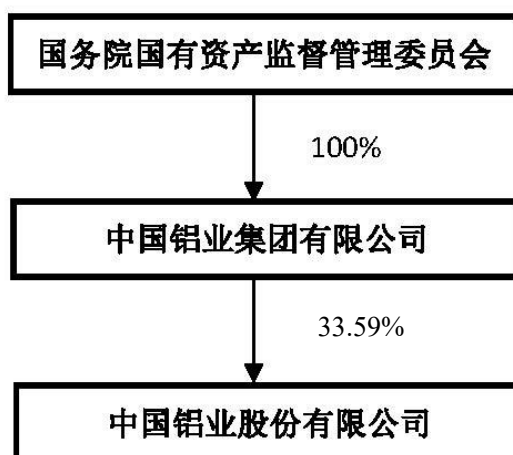 国务院国有资产监督管理委员会
100%
中国铝业集团有限公司
33.59%
中国铝业股份有限公司